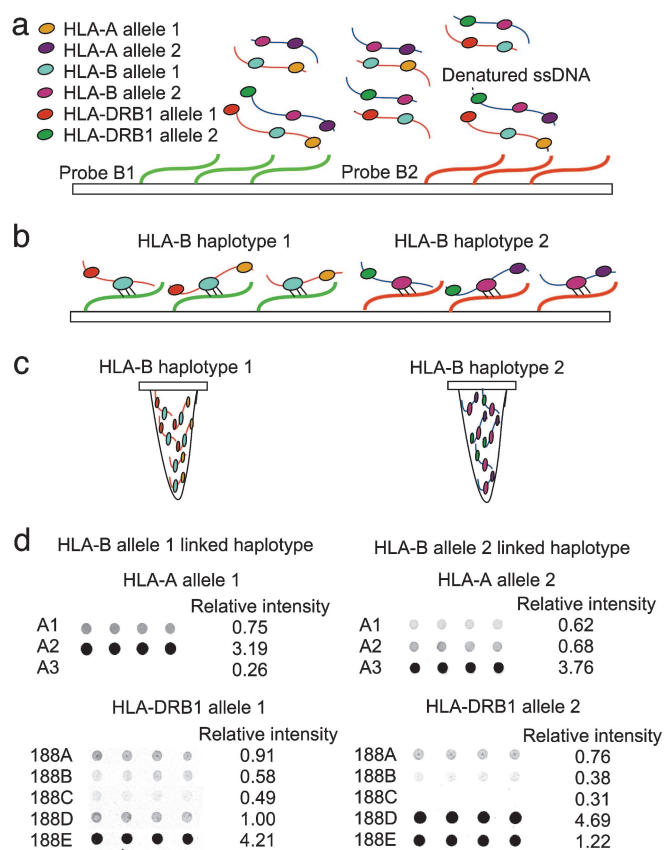 a
HLA-A allele 1
HLA-A allele 2
HLA-B allele 1
HLA-B allele 2
HLA-DRB1 allele 1
HLA-DRB1 allele 2
Denatured ssDNA
Probe B1
Probe B2
b
HLA-B haplotype 1
HLA-B haplotype 2
c
HLA-B haplotype 1
HLA-B haplotype 2
d
HLA-B allele 1 linked haplotype
HLA-A allele 1
Relative intensity
A1 0.75
A2 3.19
A3 0.26
HLA-DRB1 allele 1
Relative intensity
188A 0.91
188B 0.58
188C 0.49
188D 1.00
188E 4.21
HLA-B allele 2 linked haplotype
HLA-A allele 2
Relative intensity
A1 0.62
A2 0.68
A3 3.76
HLA-DRB1 allele 2
Relative intensity
188A 0.76
188B 0.38
188C 0.31
188D 4.69
188E 1.22